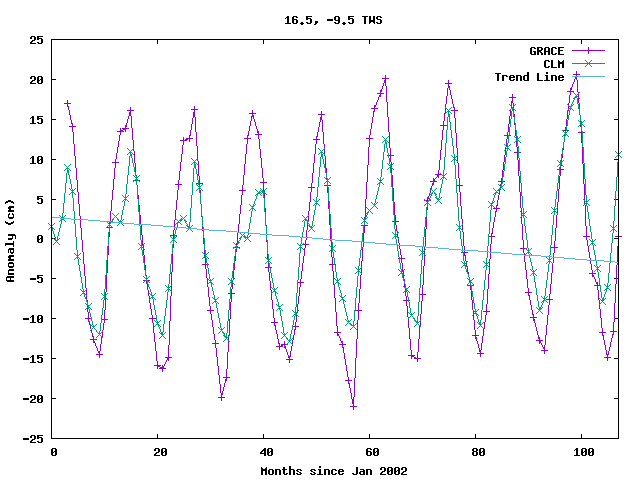 16.5, -9.5 TWS
GRACE
CLM
Trend Line
25
20
15
10
5
0
-5
-10
-15
-20
-25
Anomaly (cm)
0 20 40 60 80 100
Months since Jan 2002